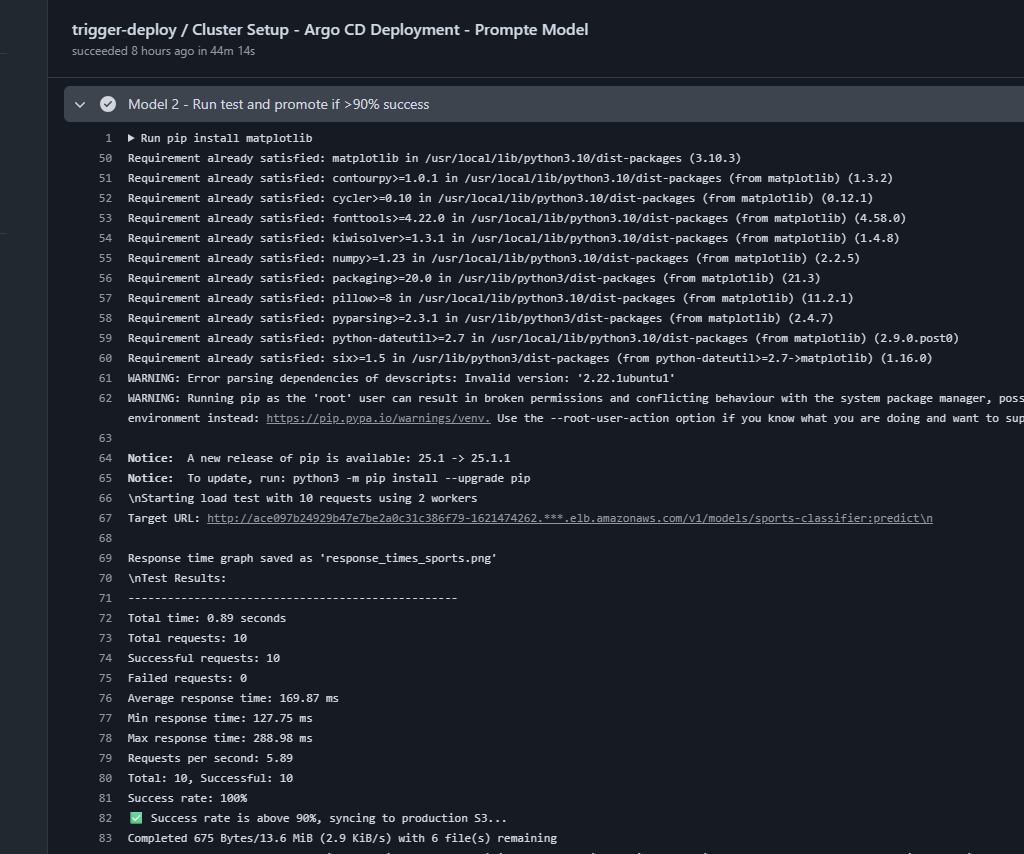 trigger-deploy / Cluster Setup - Argo CD Deployment - Prompte Model
succeeded 8 hours ago in 44m 14s
Model 2 - Run test and promote if >90% success
1 ▶ Run pip install matplotlib
50 Requirement already satisfied: matplotlib in /usr/local/lib/python3.10/dist-packages (3.10.3)
51 Requirement already satisfied: contourpy>=1.0.1 in /usr/local/lib/python3.10/dist-packages (from matplotlib) (1.3.2)
52 Requirement already satisfied: cycler>=0.10 in /usr/local/lib/python3.10/dist-packages (from matplotlib) (0.12.1)
53 Requirement already satisfied: fonttools>=4.22.0 in /usr/local/lib/python3.10/dist-packages (from matplotlib) (4.58.0)
54 Requirement already satisfied: kiwisolver>=1.3.1 in /usr/local/lib/python3.10/dist-packages (from matplotlib) (1.4.8)
55 Requirement already satisfied: numpy>=1.23 in /usr/local/lib/python3.10/dist-packages (from matplotlib) (2.2.5)
56 Requirement already satisfied: packaging>=20.0 in /usr/lib/python3/dist-packages (from matplotlib) (21.3)
57 Requirement already satisfied: pillow>=8 in /usr/local/lib/python3.10/dist-packages (from matplotlib) (11.2.1)
58 Requirement already satisfied: pyparsing>=2.3.1 in /usr/lib/python3/dist-packages (from matplotlib) (2.4.7)
59 Requirement already satisfied: python-dateutil>=2.7 in /usr/local/lib/python3.10/dist-packages (from matplotlib) (2.9.0.post0)
60 Requirement already satisfied: six>=1.5 in /usr/lib/python3/dist-packages (from python-dateutil>=2.7->matplotlib) (1.16.0)
61 WARNING: Error parsing dependencies of devscripts: Invalid version: '2.22.1ubuntu1'
62 WARNING: Running pip as the 'root' user can result in broken permissions and conflicting behaviour with the system package manager, poss
environment instead: https://pip.pypa.io/warnings/venv. Use the --root-user-action option if you know what you are doing and want to sup
63
64 Notice:  A new release of pip is available: 25.1 -> 25.1.1
65 Notice:  To update, run: python3 -m pip install --upgrade pip
66 \nStarting load test with 10 requests using 2 workers
67 Target URL: http://ace097b24929b47e7be2a0c31c386f79-1621474262.***.elb.amazonaws.com/v1/models/sports-classifier:predict\n
68
69 Response time graph saved as 'response_times_sports.png'
70 \nTest Results:
71 --------------------------------------------------
72 Total time: 0.89 seconds
73 Total requests: 10
74 Successful requests: 10
75 Failed requests: 0
76 Average response time: 169.87 ms
77 Min response time: 127.75 ms
78 Max response time: 288.98 ms
79 Requests per second: 5.89
80 Total: 10, Successful: 10
81 Success rate: 100%
82 ✅ Success rate is above 90%, syncing to production S3...
83 Completed 675 Bytes/13.6 MiB (2.9 KiB/s) with 6 file(s) remaining